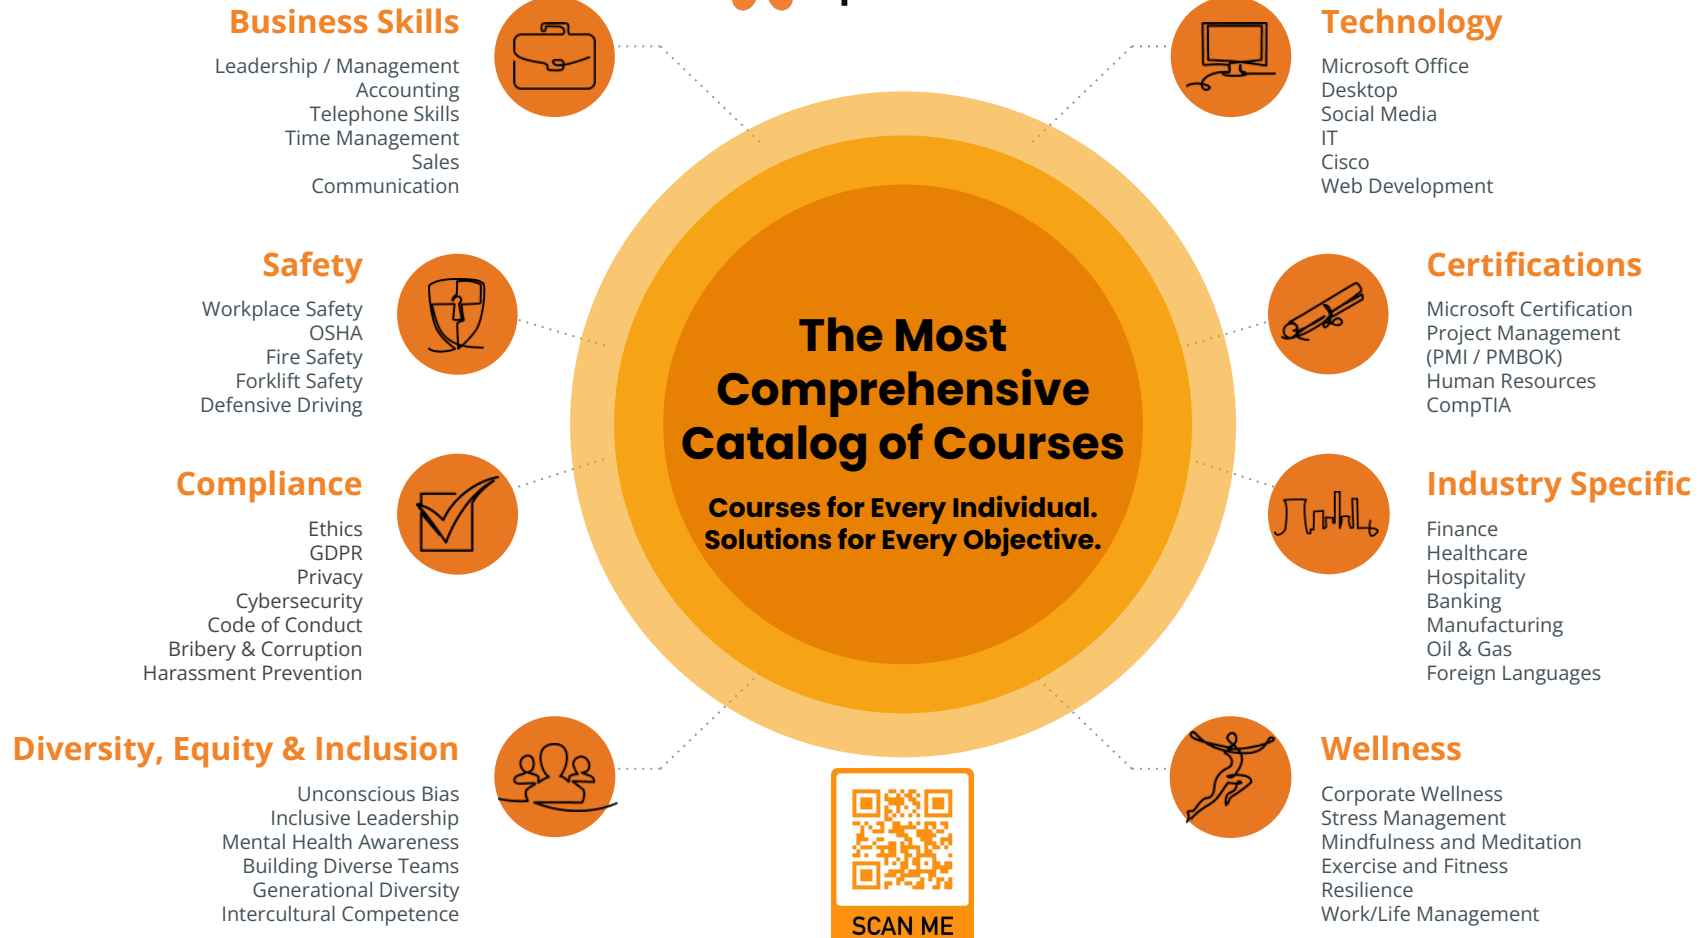 Business Skills
Leadership / Management
Accounting
Telephone Skills
Time Management
Sales
Communication
Safety
Workplace Safety
OSHA
Fire Safety
Forklift Safety
Defensive Driving
Compliance
Ethics
GDPR
Privacy
Cybersecurity
Code of Conduct
Bribery & Corruption
Harassment Prevention
Diversity, Equity & Inclusion
Unconscious Bias
Inclusive Leadership
Mental Health Awareness
Building Diverse Teams
Generational Diversity
Intercultural Competence
The Most
Comprehensive
Catalog of Courses
Courses for Every Individual.
Solutions for Every Objective.
SCAN ME
Technology
Microsoft Office
Desktop
Social Media
IT
Cisco
Web Development
Certifications
Microsoft Certification
Project Management
(PMI / PMBOK)
Human Resources
CompTIA
Industry Specific
Finance
Healthcare
Hospitality
Banking
Manufacturing
Oil & Gas
Foreign Languages
Wellness
Corporate Wellness
Stress Management
Mindfulness and Meditation
Exercise and Fitness
Resilience
Work/Life Management